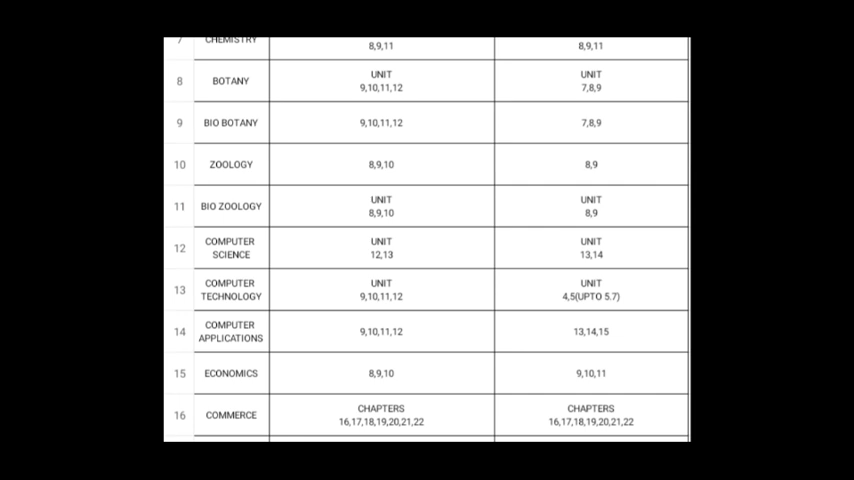 7 CHEMISTRY 8,9,11 8,9,11
8 BOTANY UNIT 9,10,11,12 UNIT 7,8,9
9 BIO BOTANY 9,10,11,12 7,8,9
10 ZOOLOGY 8,9,10 8,9
11 BIO ZOOLOGY UNIT 8,9,10 UNIT 8,9
12 COMPUTER SCIENCE UNIT 12,13 UNIT 13,14
13 COMPUTER TECHNOLOGY UNIT 9,10,11,12 UNIT 4,5(UPTO 5.7)
14 COMPUTER APPLICATIONS 9,10,11,12 13,14,15
15 ECONOMICS 8,9,10 9,10,11
16 COMMERCE CHAPTERS 16,17,18,19,20,21,22 CHAPTERS 16,17,18,19,20,21,22